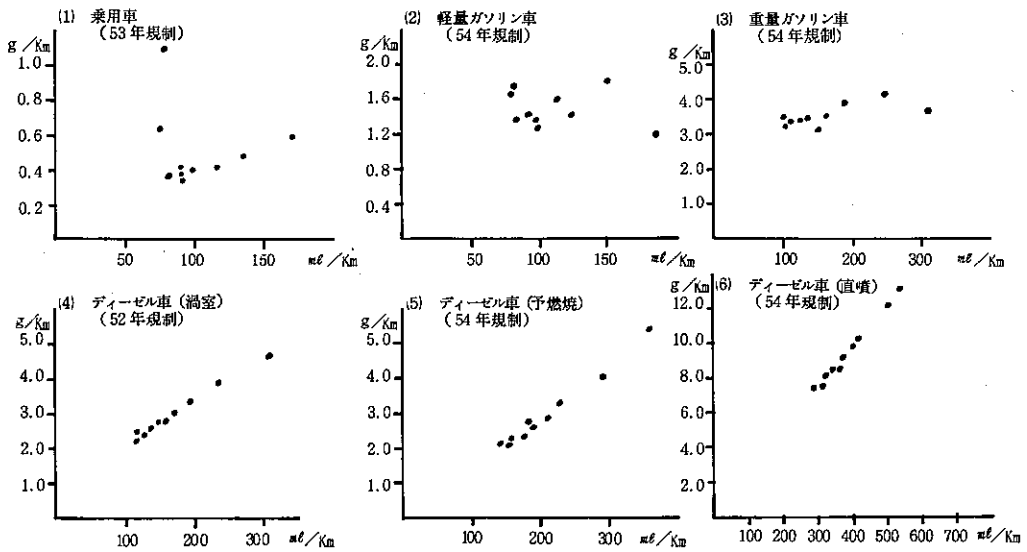 (1) 乗用車
(53年規制)
g/Km
1.0
0.8
0.6
0.4
0.2
50 100 150 mℓ/Km
(2) 軽量ガソリン車
(54年規制)
g/Km
2.0
1.6
1.2
0.8
0.4
50 100 150 mℓ/Km
(3) 重量ガソリン車
(54年規制)
g/Km
5.0
4.0
3.0
2.0
1.0
100 200 300 mℓ/Km
(4) ディーゼル車(渦室)
(52年規制)
g/Km
5.0
4.0
3.0
2.0
1.0
100 200 300 mℓ/Km
(5) ディーゼル車(予燃焼)
(54年規制)
g/Km
5.0
4.0
3.0
2.0
1.0
100 200 300 mℓ/Km
(6) ディーゼル車(直噴)
(54年規制)
g/Km
12.0
10.0
8.0
6.0
4.0
2.0
100 200 300 400 500 600 700 mℓ/Km